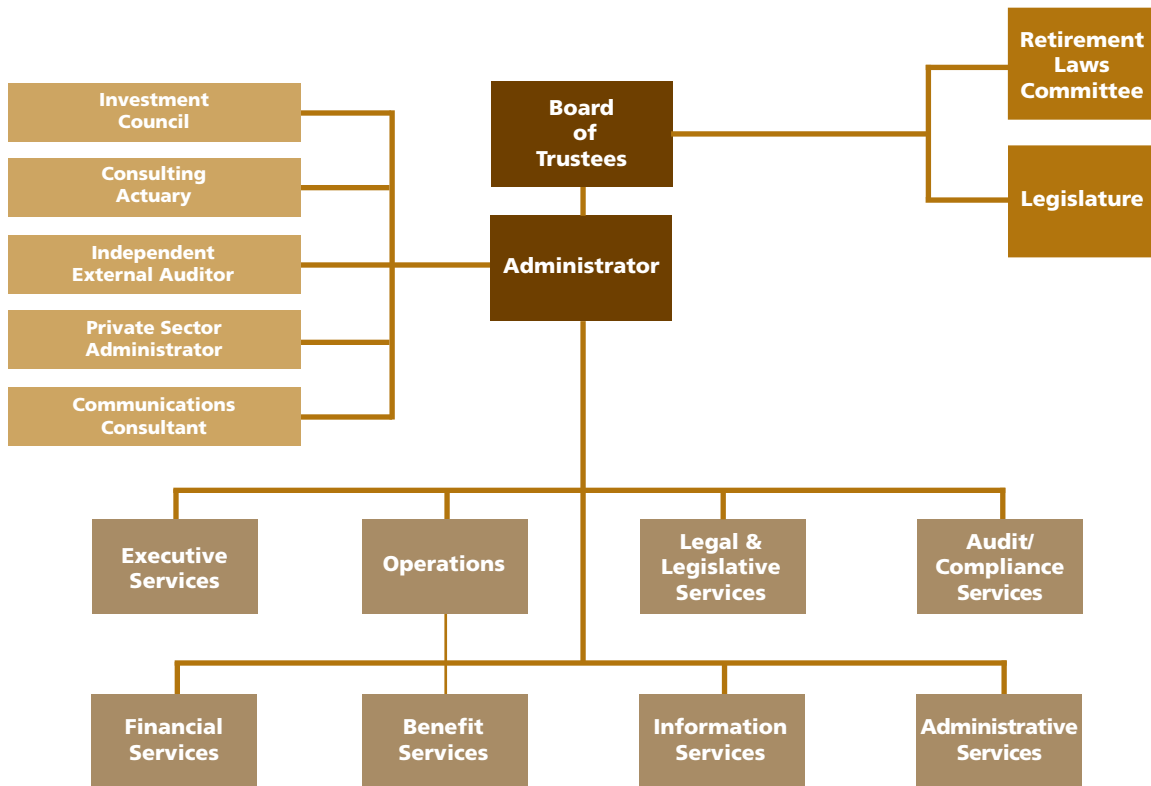 Retirement
Laws
Committee
Board
of
Trustees
Legislature
Administrator
Investment
Council
Consulting
Actuary
Independent
External Auditor
Private Sector
Administrator
Communications
Consultant
Executive
Services
Operations
Legal &
Legislative
Services
Audit/
Compliance
Services
Financial
Services
Benefit
Services
Information
Services
Administrative
Services